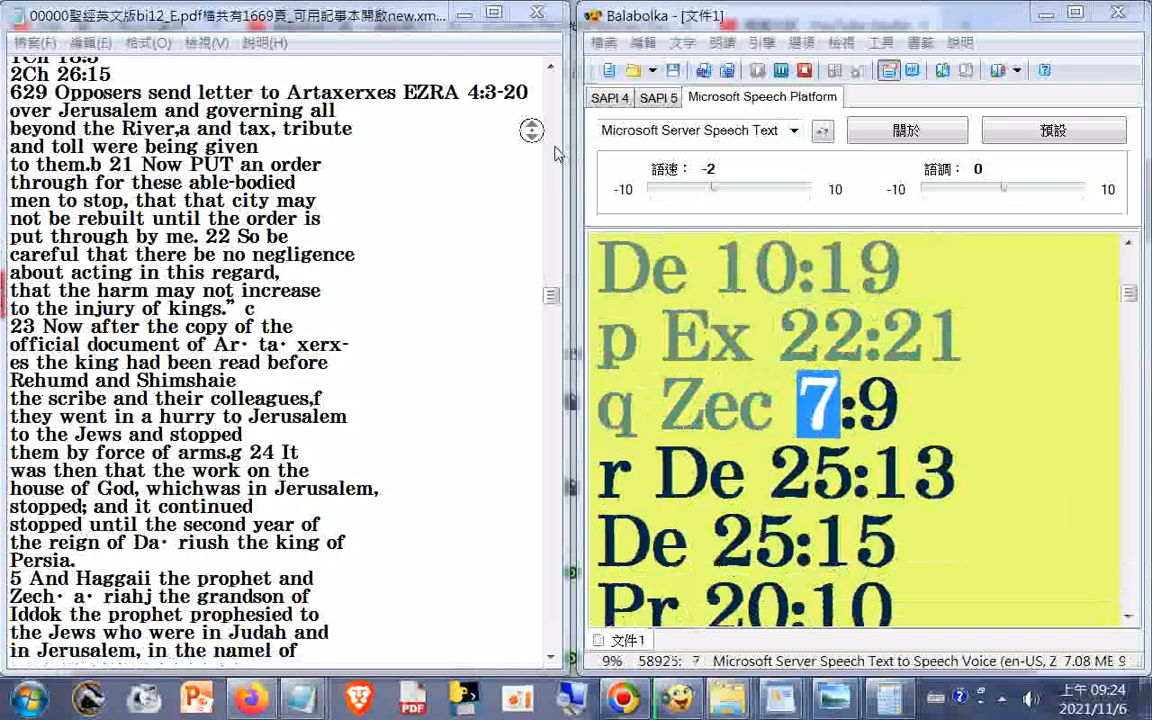 00000聖經英文版bi12_E.pdf檔共有1669頁_可用記事本開啟new.xm...
檔案(F) 編輯(E) 格式(O) 檢視(V) 說明(H)
1Ch 18:3
2Ch 26:15
629 Opposers send letter to Artaxerxes EZRA 4:3-20
over Jerusalem and governing all
beyond the River,a and tax, tribute
and toll were being given
to them.b 21 Now PUT an order
through for these able-bodied
men to stop, that that city may
not be rebuilt until the order is
put through by me. 22 So be
careful that there be no negligence
about acting in this regard,
that the harm may not increase
to the injury of kings.” c
23 Now after the copy of the
official document of Ar· ta· xerx-
es the king had been read before
Rehumd and Shimshaie
the scribe and their colleagues,f
they went in a hurry to Jerusalem
to the Jews and stopped
them by force of arms.g 24 It
was then that the work on the
house of God, whichwas in Jerusalem,
stopped; and it continued
stopped until the second year of
the reign of Da· riush the king of
Persia.
5 And Haggaii the prophet and
Zech· a· riahj the grandson of
Iddok the prophet prophesied to
the Jews who were in Judah and
in Jerusalem, in the namel of
Balabolka - [文件1]
檔案 編輯 文字 朗讀 引擎 選項 檢視 工具 書籤 說明
SAPI 4 SAPI 5 Microsoft Speech Platform
Microsoft Server Speech Text 關於 預設
語速： -2 語調： 0
-10 10 -10 10
De 10:19
p Ex 22:21
q Zec 7:9
r De 25:13
De 25:15
Pr 20:10
文件1
9% 58925: 7 Microsoft Server Speech Text to Speech Voice (en-US, Z 7.08 MB 9
PDF
上午 09:24
2021/11/6